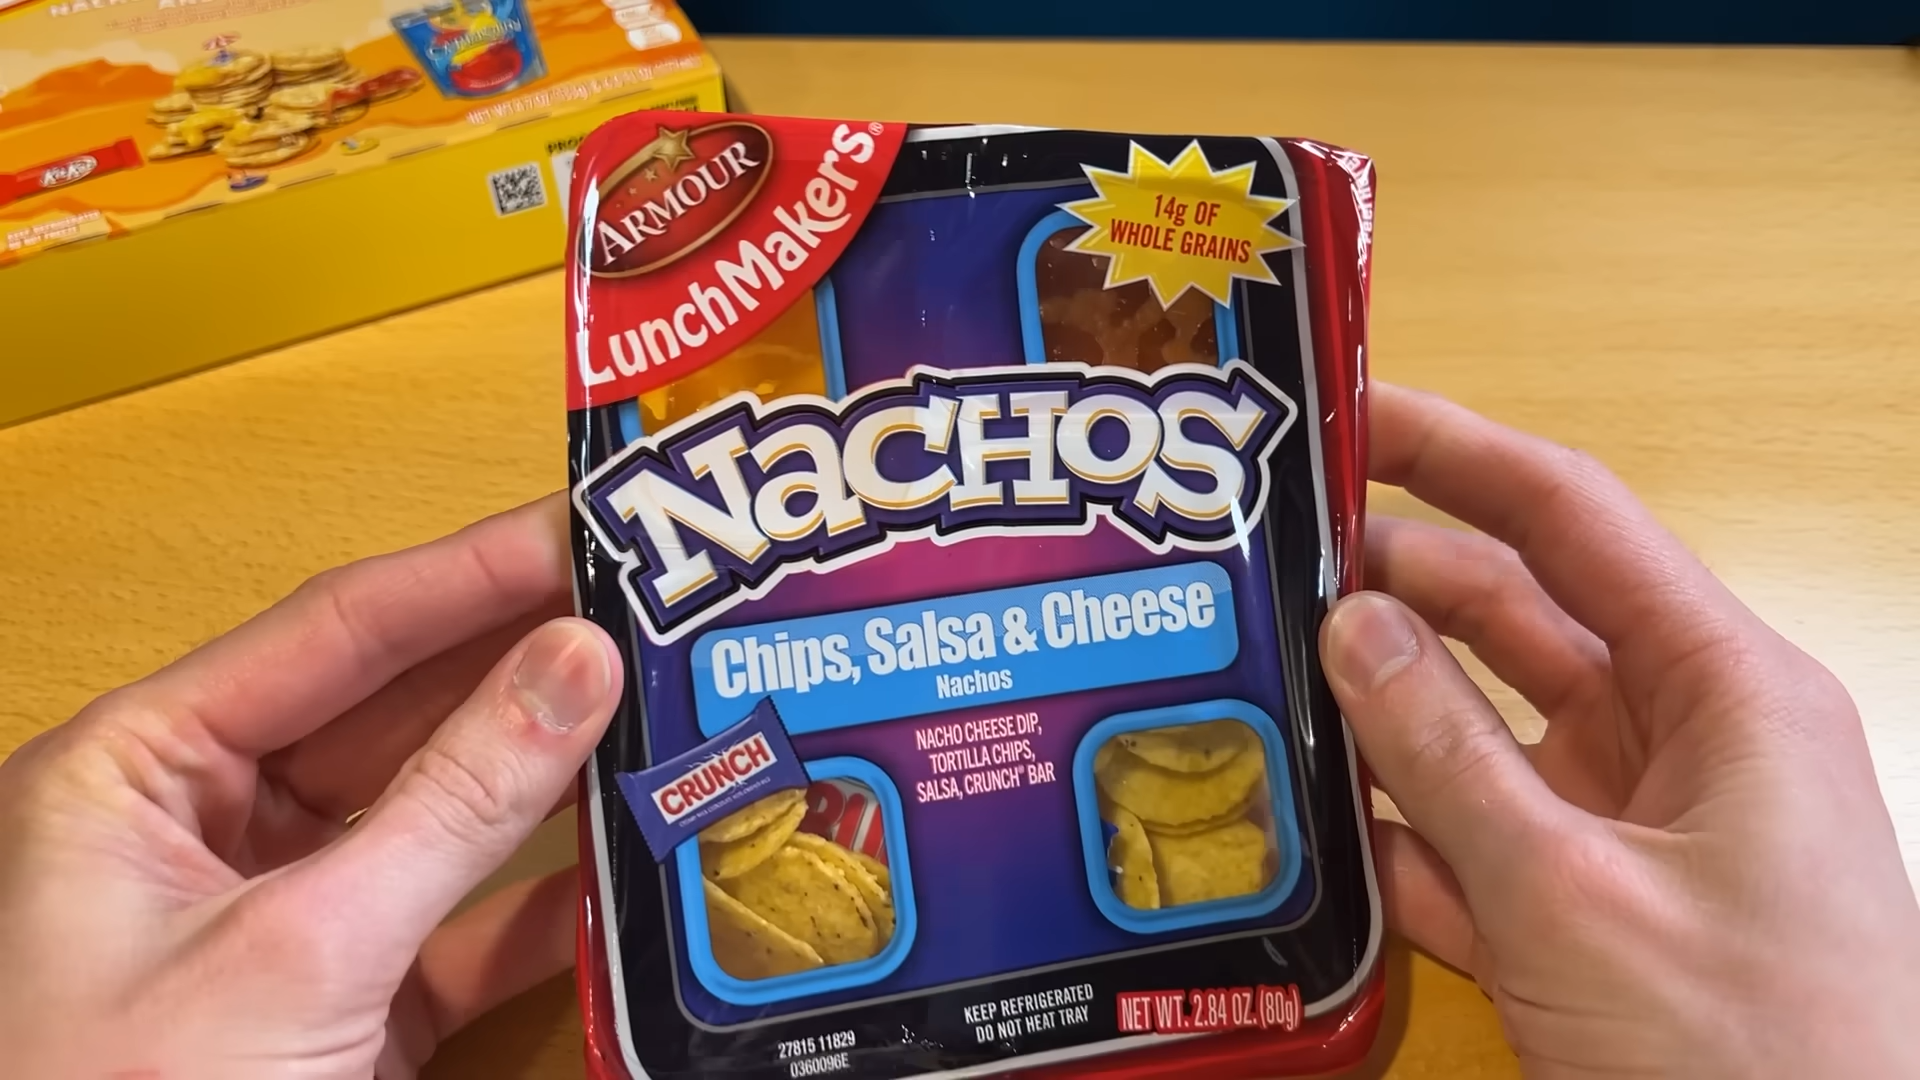 KitKat
ARMOUR
LunchMakers®
14g OF
WHOLE GRAINS
NACHOS
Chips, Salsa & Cheese
Nachos
NACHO CHEESE DIP,
TORTILLA CHIPS,
SALSA, CRUNCH® BAR
CRUNCH
KEEP REFRIGERATED
DO NOT HEAT TRAY
NET WT. 2.84 OZ. (80g)
27815 11829
0360096E